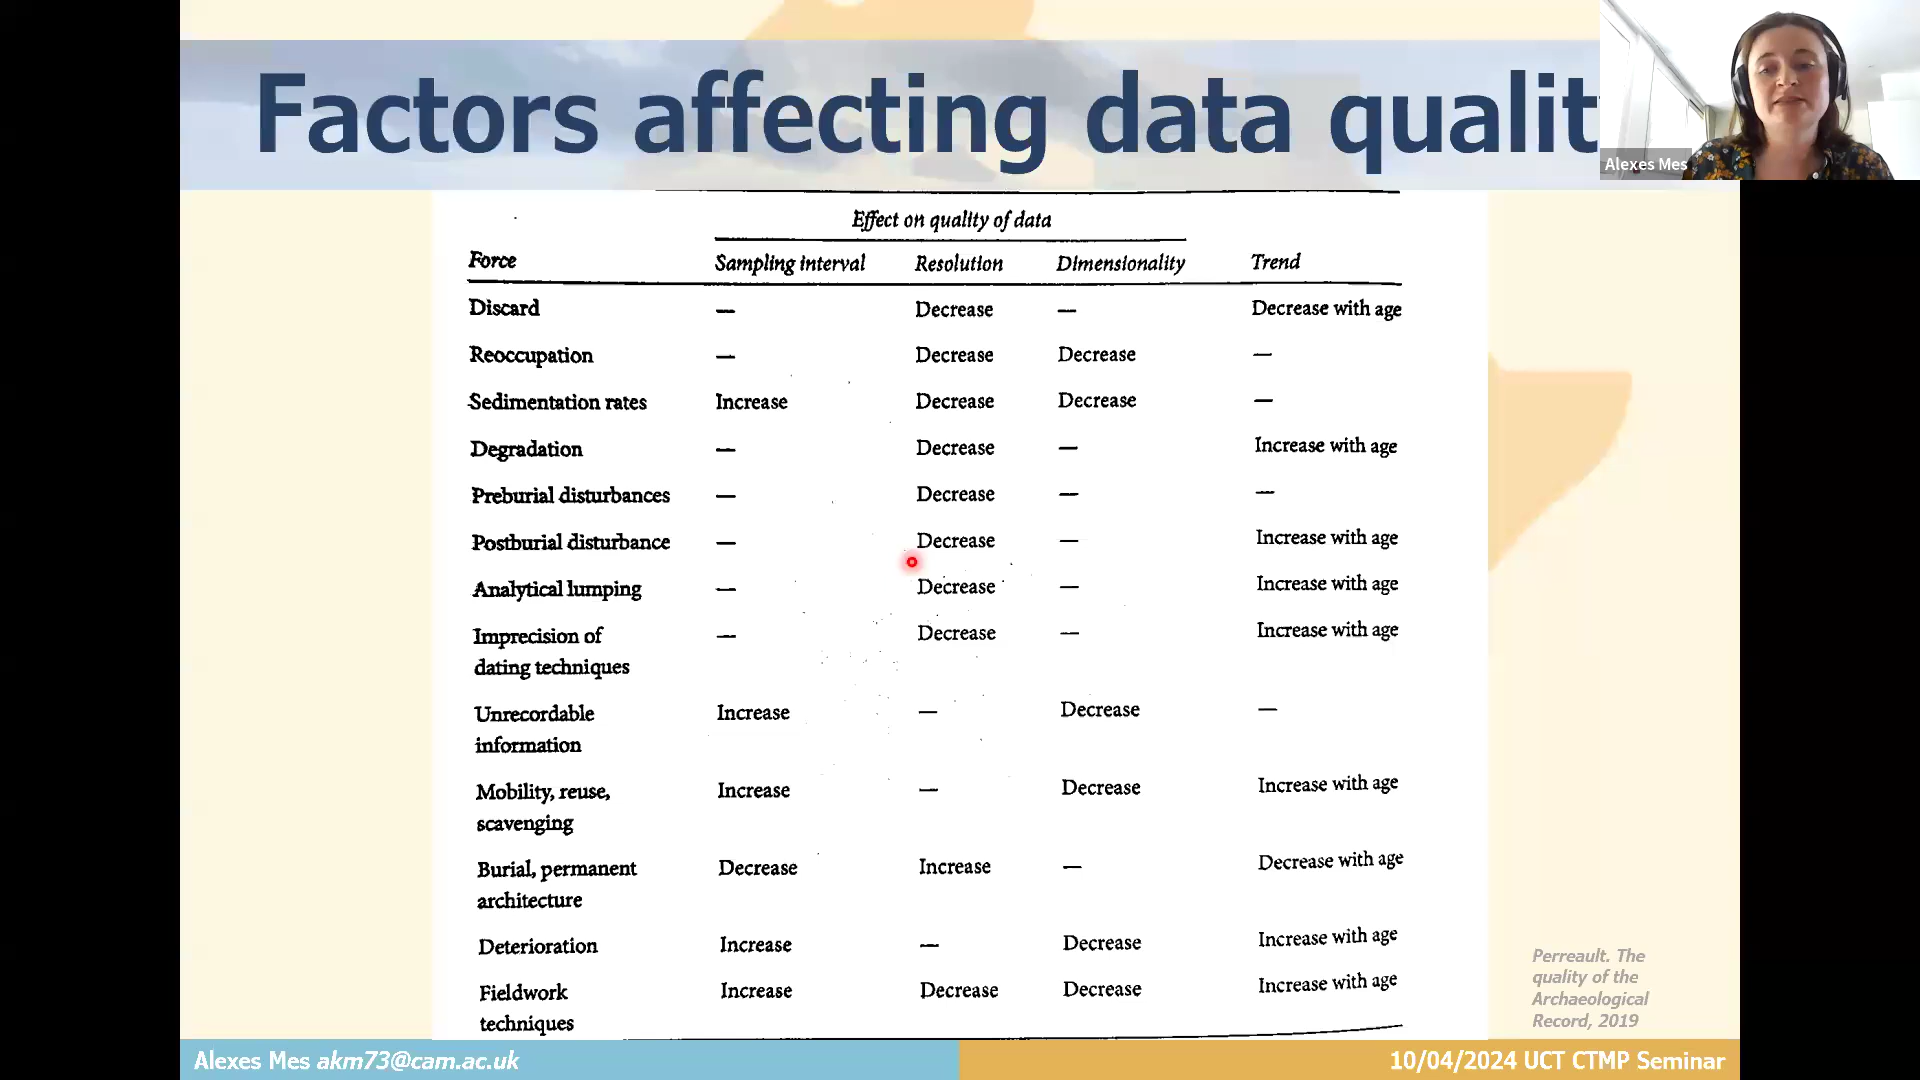 Factors affecting data qualit
Alexes Mes
Effect on quality of data
Force Sampling interval Resolution Dimensionality Trend
Discard — Decrease — Decrease with age
Reoccupation — Decrease Decrease —
Sedimentation rates Increase Decrease Decrease —
Degradation — Decrease — Increase with age
Preburial disturbances — Decrease — —
Postburial disturbance — Decrease — Increase with age
Analytical lumping — Decrease — Increase with age
Imprecision of — Decrease — Increase with age
dating techniques
Unrecordable Increase — Decrease —
information
Mobility, reuse, Increase — Decrease Increase with age
scavenging
Burial, permanent Decrease Increase — Decrease with age
architecture
Deterioration Increase — Decrease Increase with age
Fieldwork Increase Decrease Decrease Increase with age
techniques
Perreault. The
quality of the
Archaeological
Record, 2019
Alexes Mes akm73@cam.ac.uk
10/04/2024 UCT CTMP Seminar